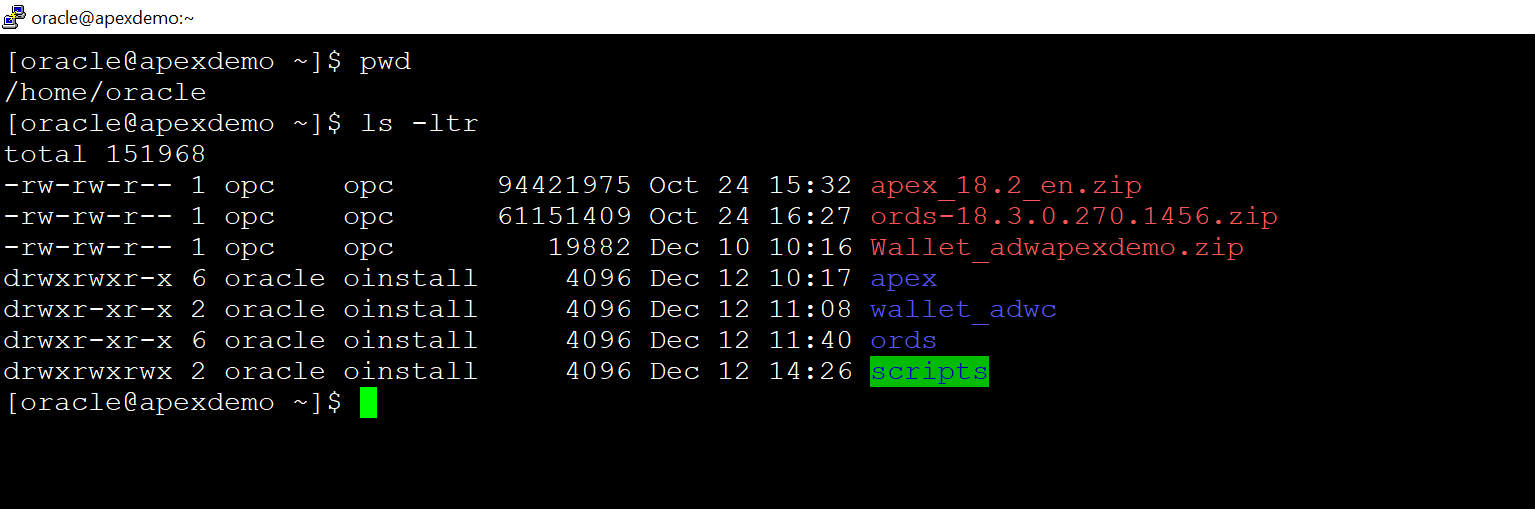 oracle@apexdemo:~
[oracle@apexdemo ~]$ pwd
/home/oracle
[oracle@apexdemo ~]$ ls -ltr
total 151968
-rw-rw-r-- 1 opc    opc      94421975 Oct 24 15:32 apex_18.2_en.zip
-rw-rw-r-- 1 opc    opc      61151409 Oct 24 16:27 ords-18.3.0.270.1456.zip
-rw-rw-r-- 1 opc    opc         19882 Dec 10 10:16 Wallet_adwapexdemo.zip
drwxrwxr-x 6 oracle oinstall     4096 Dec 12 10:17 apex
drwxr-xr-x 2 oracle oinstall     4096 Dec 12 11:08 wallet_adwc
drwxr-xr-x 6 oracle oinstall     4096 Dec 12 11:40 ords
drwxrwxrwx 2 oracle oinstall     4096 Dec 12 14:26 scripts
[oracle@apexdemo ~]$